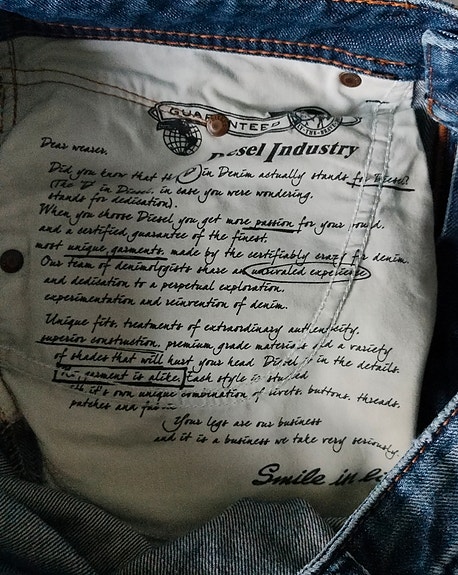 GUARANTEED
Diesel Industry
Dear wearer,
Did you know that the 'D' in Denim actually stands for Diesel?
(The 'D' in Diesel, in case you were wondering,
stands for dedication).
When you choose Diesel you get more passion for your pound,
and a certified guarantee of the finest,
most unique garments, made by the certifiably crazy for denim.
Our team of denimologists share an unrivaled experience
and dedication to a perpetual exploration,
experimentation and reinvention of denim.
Unique fits, treatments of extraordinary authenticity,
superior construction, premium grade materials and a variety
of shades that will hurt your head. Diesel is in the details.
garment is alike. Each style is studded
it's own unique combination of rivets, buttons, threads,
patches and
Your legs are our business
and it is a business we take very seriously.
Smile in